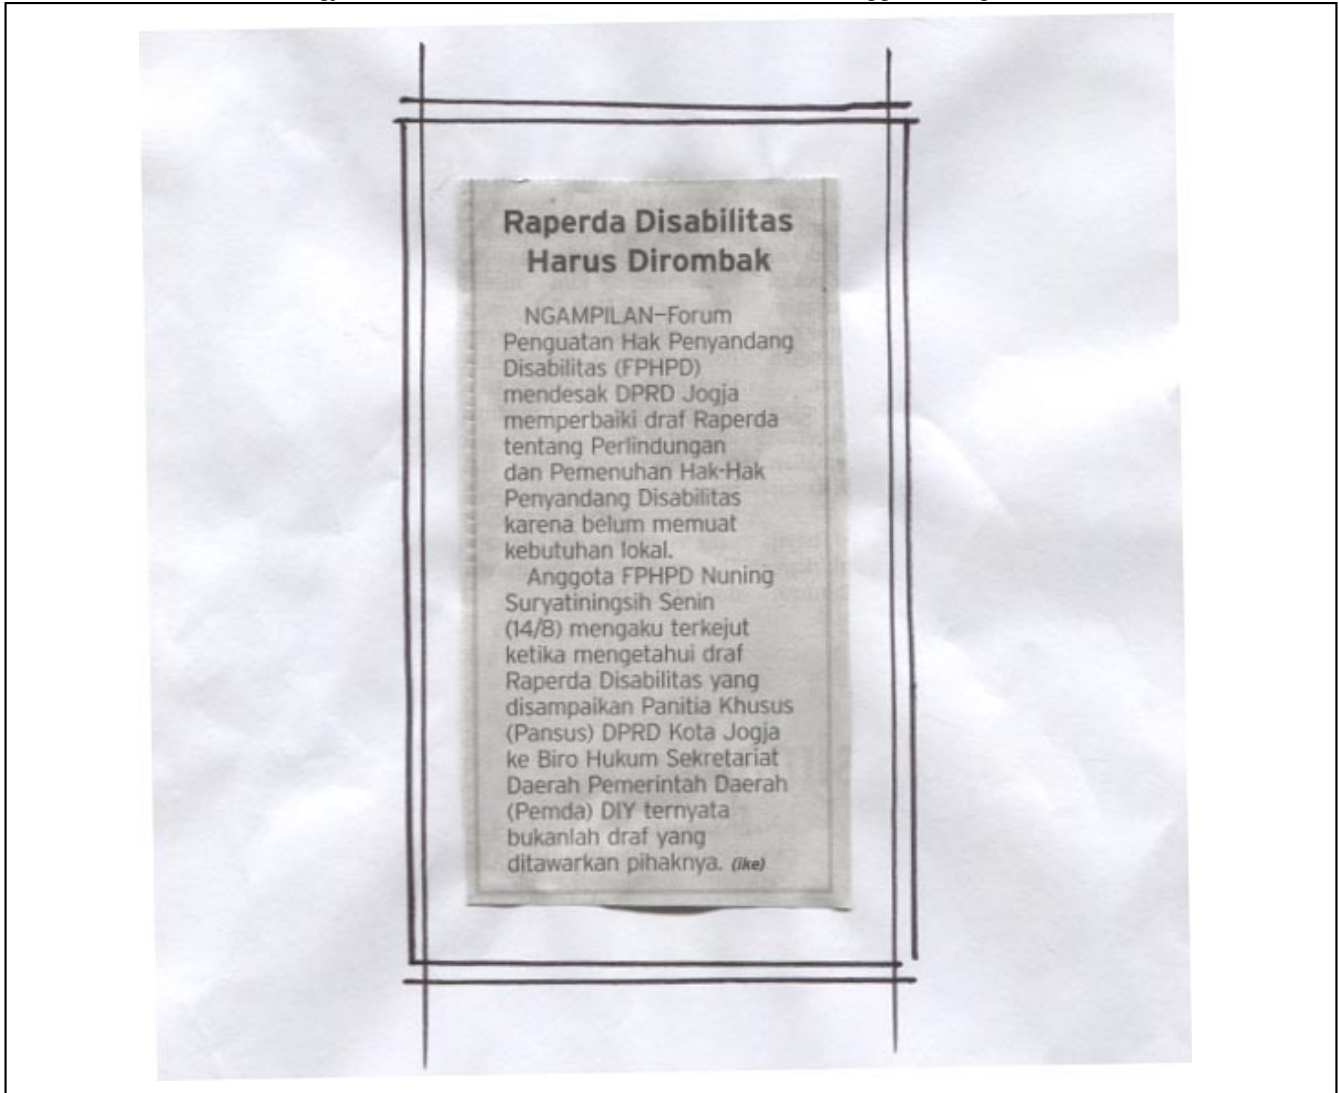 Raperda Disabilitas
Harus Dirombak
NGAMPILAN–Forum
Penguatan Hak Penyandang
Disabilitas (FPHPD)
mendesak DPRD Jogja
memperbaiki draf Raperda
tentang Perlindungan
dan Pemenuhan Hak-Hak
Penyandang Disabilitas
karena belum memuat
kebutuhan lokal.
Anggota FPHPD Nuning
Suryatiningsih Senin
(14/8) mengaku terkejut
ketika mengetahui draf
Raperda Disabilitas yang
disampaikan Panitia Khusus
(Pansus) DPRD Kota Jogja
ke Biro Hukum Sekretariat
Daerah Pemerintah Daerah
(Pemda) DIY ternyata
bukanlah draf yang
ditawarkan pihaknya. (ike)